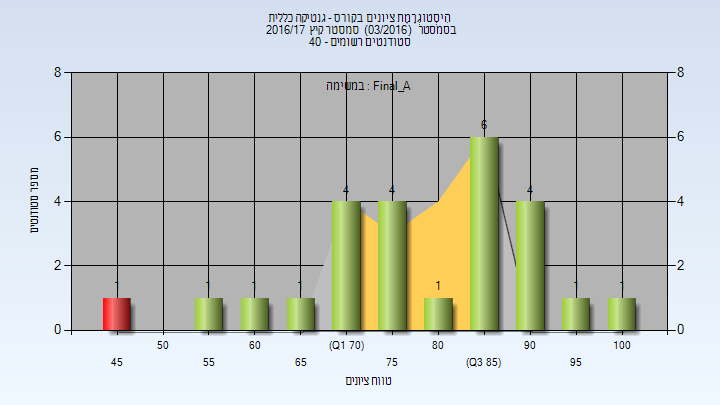 היסטוגרמת ציונים בקורס - גנטיקה כללית
בסמסטר (03/2016) סמסטר קיץ 2016/17
סטודנטים רשומים - 40
במשימה : Final_A
מספר סטודנטים
8 8
6 6
4 4
2 2
0 0
1 1 1 1 4 4 1 6 4 1 1
50 60 (Q1 70) 80 90 100
45 55 65 75 (Q3 85) 95
טווח ציונים